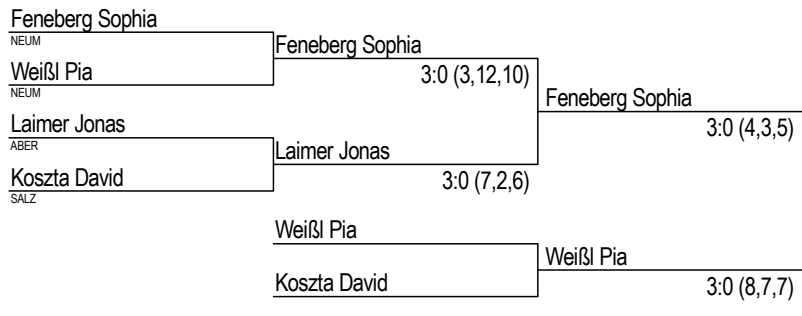 Feneberg Sophia
NEUM
Feneberg Sophia
Weißl Pia
3:0 (3,12,10)
NEUM
Feneberg Sophia
Laimer Jonas
3:0 (4,3,5)
ABER
Laimer Jonas
Koszta David
3:0 (7,2,6)
SALZ
Weißl Pia
Weißl Pia
Koszta David
3:0 (8,7,7)